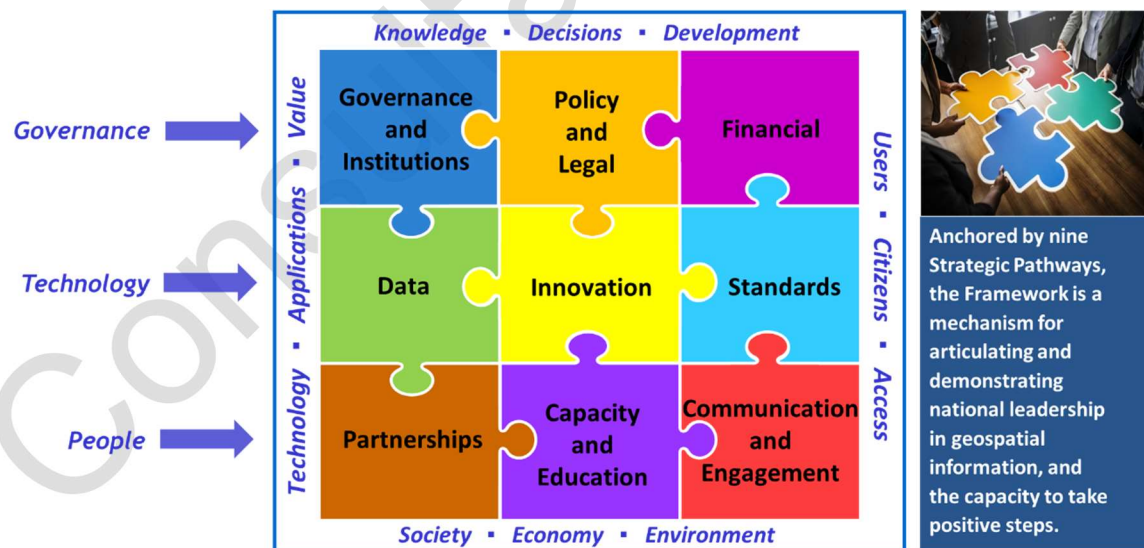 Knowledge ▪ Decisions ▪ Development
Governance
Technology
People
Technology ▪ Applications ▪ Value
Governance
and
Institutions
Policy
and
Legal
Financial
Data
Innovation
Standards
Partnerships
Capacity
and
Education
Communication
and
Engagement
Users ▪ Citizens ▪ Access
Society ▪ Economy ▪ Environment
Anchored by nine
Strategic Pathways,
the Framework is a
mechanism for
articulating and
demonstrating
national leadership
in geospatial
information, and
the capacity to take
positive steps.